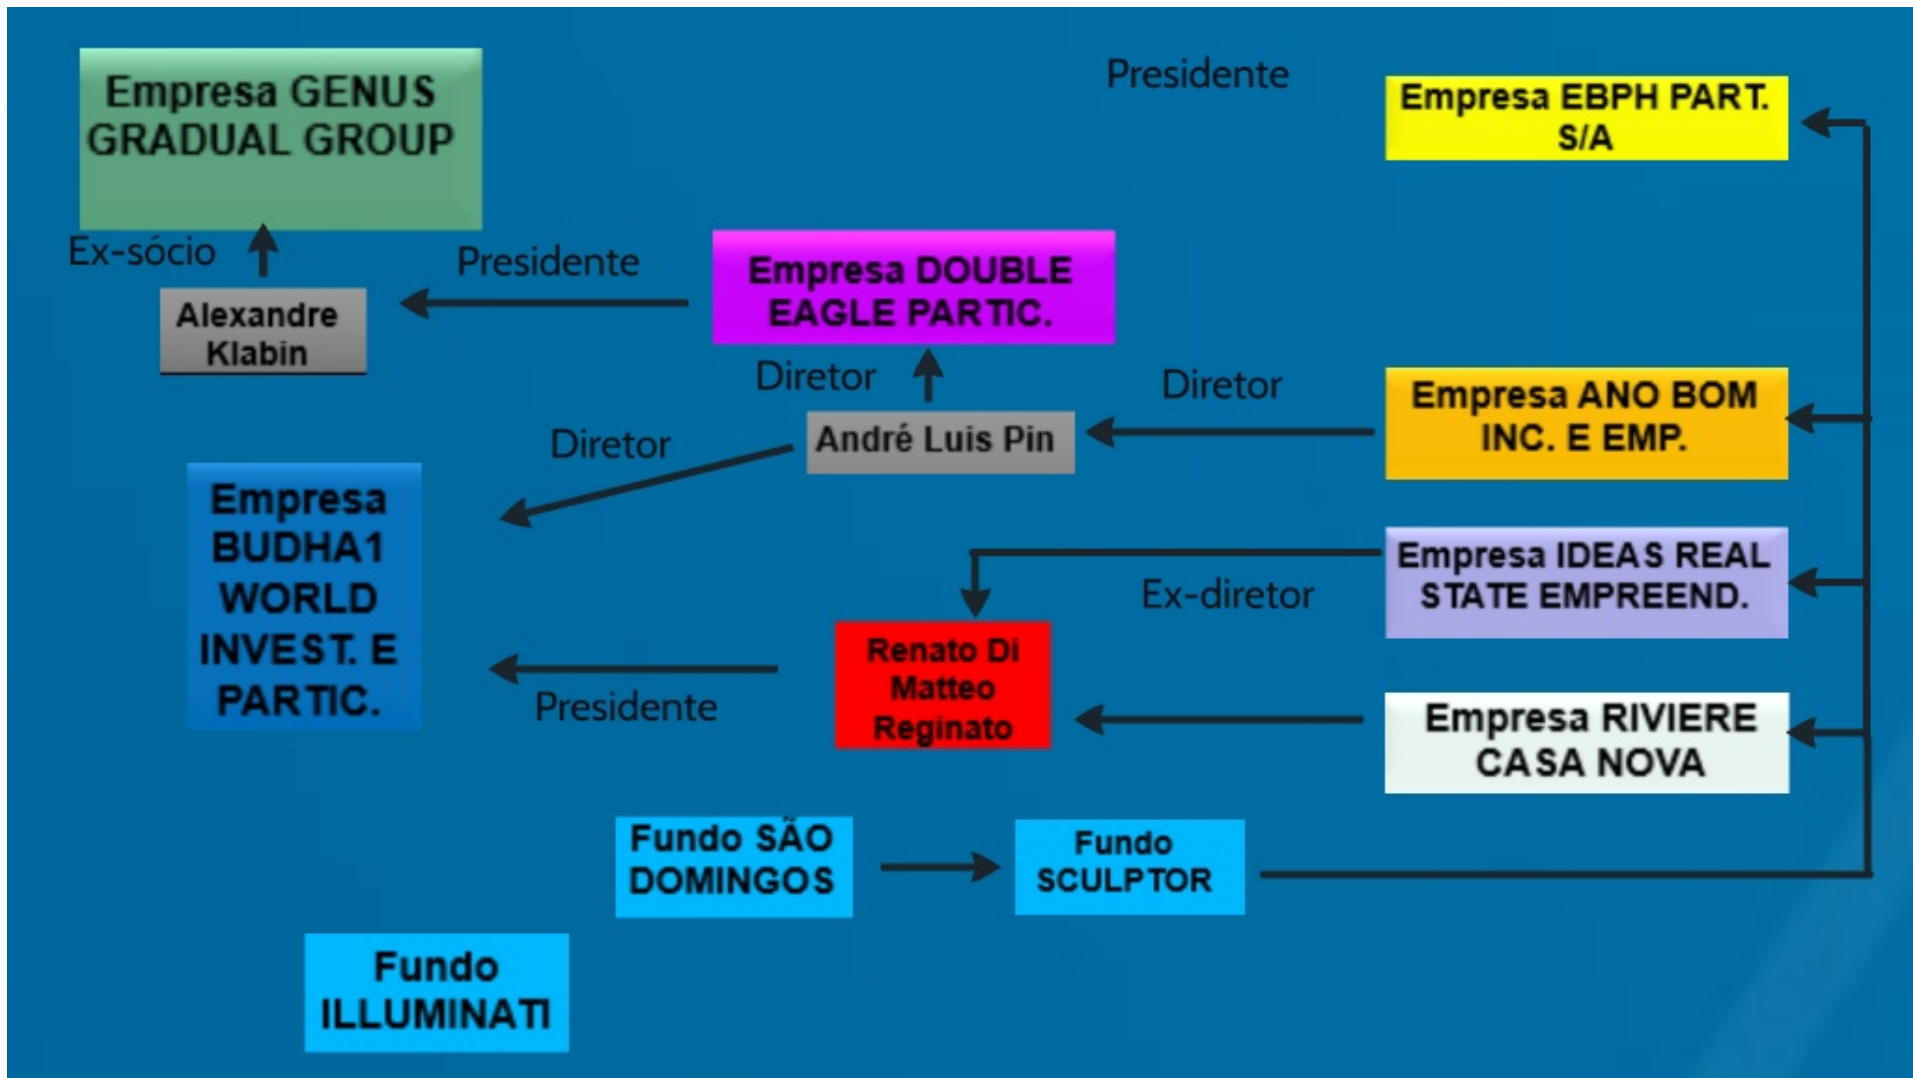 Empresa GENUS
GRADUAL GROUP
Presidente
Empresa EBPH PART.
S/A
Ex-sócio
Presidente
Empresa DOUBLE
EAGLE PARTIC.
Alexandre
Klabin
Diretor
Diretor
Empresa ANO BOM
INC. E EMP.
Diretor
André Luis Pin
Empresa
BUDHA1
WORLD
INVEST. E
PARTIC.
Empresa IDEAS REAL
STATE EMPREEND.
Ex-diretor
Renato Di
Matteo
Reginato
Presidente
Empresa RIVIERE
CASA NOVA
Fundo SÃO
DOMINGOS
Fundo
SCULPTOR
Fundo
ILLUMINATI